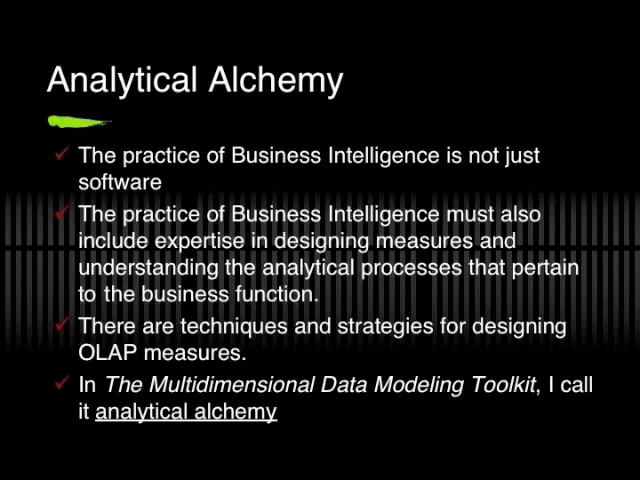 Analytical Alchemy
The practice of Business Intelligence is not just
software
The practice of Business Intelligence must also
include expertise in designing measures and
understanding the analytical processes that pertain
to the business function.
There are techniques and strategies for designing
OLAP measures.
In The Multidimensional Data Modeling Toolkit, I call
it analytical alchemy